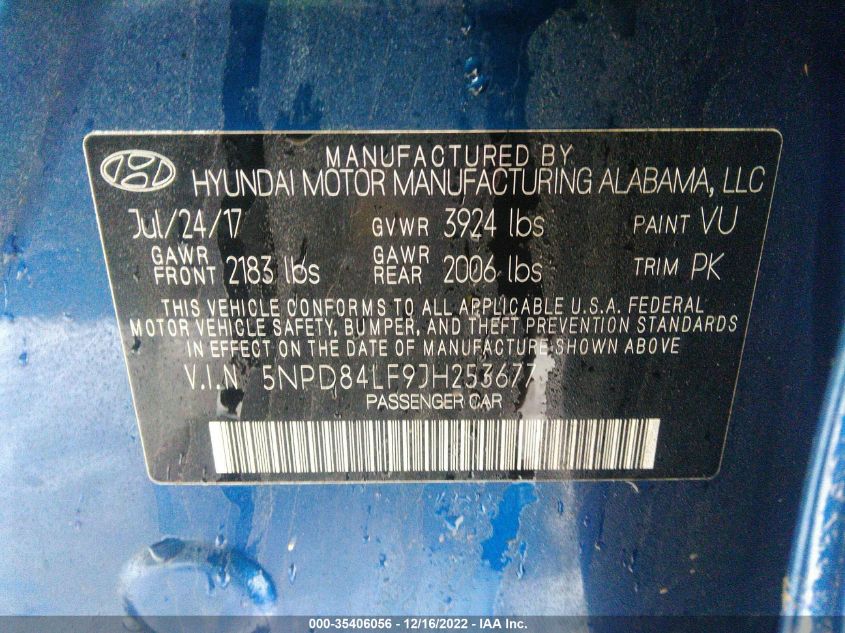 MANUFACTURED BY
HYUNDAI MOTOR MANUFACTURING ALABAMA, LLC
Jul/24/17 GVWR 3924 lbs PAINT VU
GAWR FRONT 2183 lbs GAWR REAR 2006 lbs TRIM PK
THIS VEHICLE CONFORMS TO ALL APPLICABLE U.S.A. FEDERAL
MOTOR VEHICLE SAFETY, BUMPER, AND THEFT PREVENTION STANDARDS
IN EFFECT ON THE DATE OF MANUFACTURE SHOWN ABOVE
V.I.N 5NPD84LF9JH253677
PASSENGER CAR
000-35406056 - 12/16/2022 - IAA Inc.